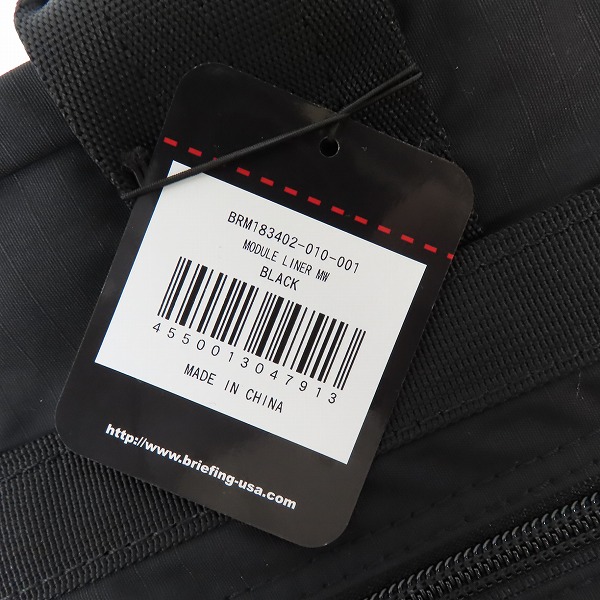 BRM183402-010-001
MODULE LINER MW
BLACK
4550013047913
MADE IN CHINA
http://www.briefing-usa.com